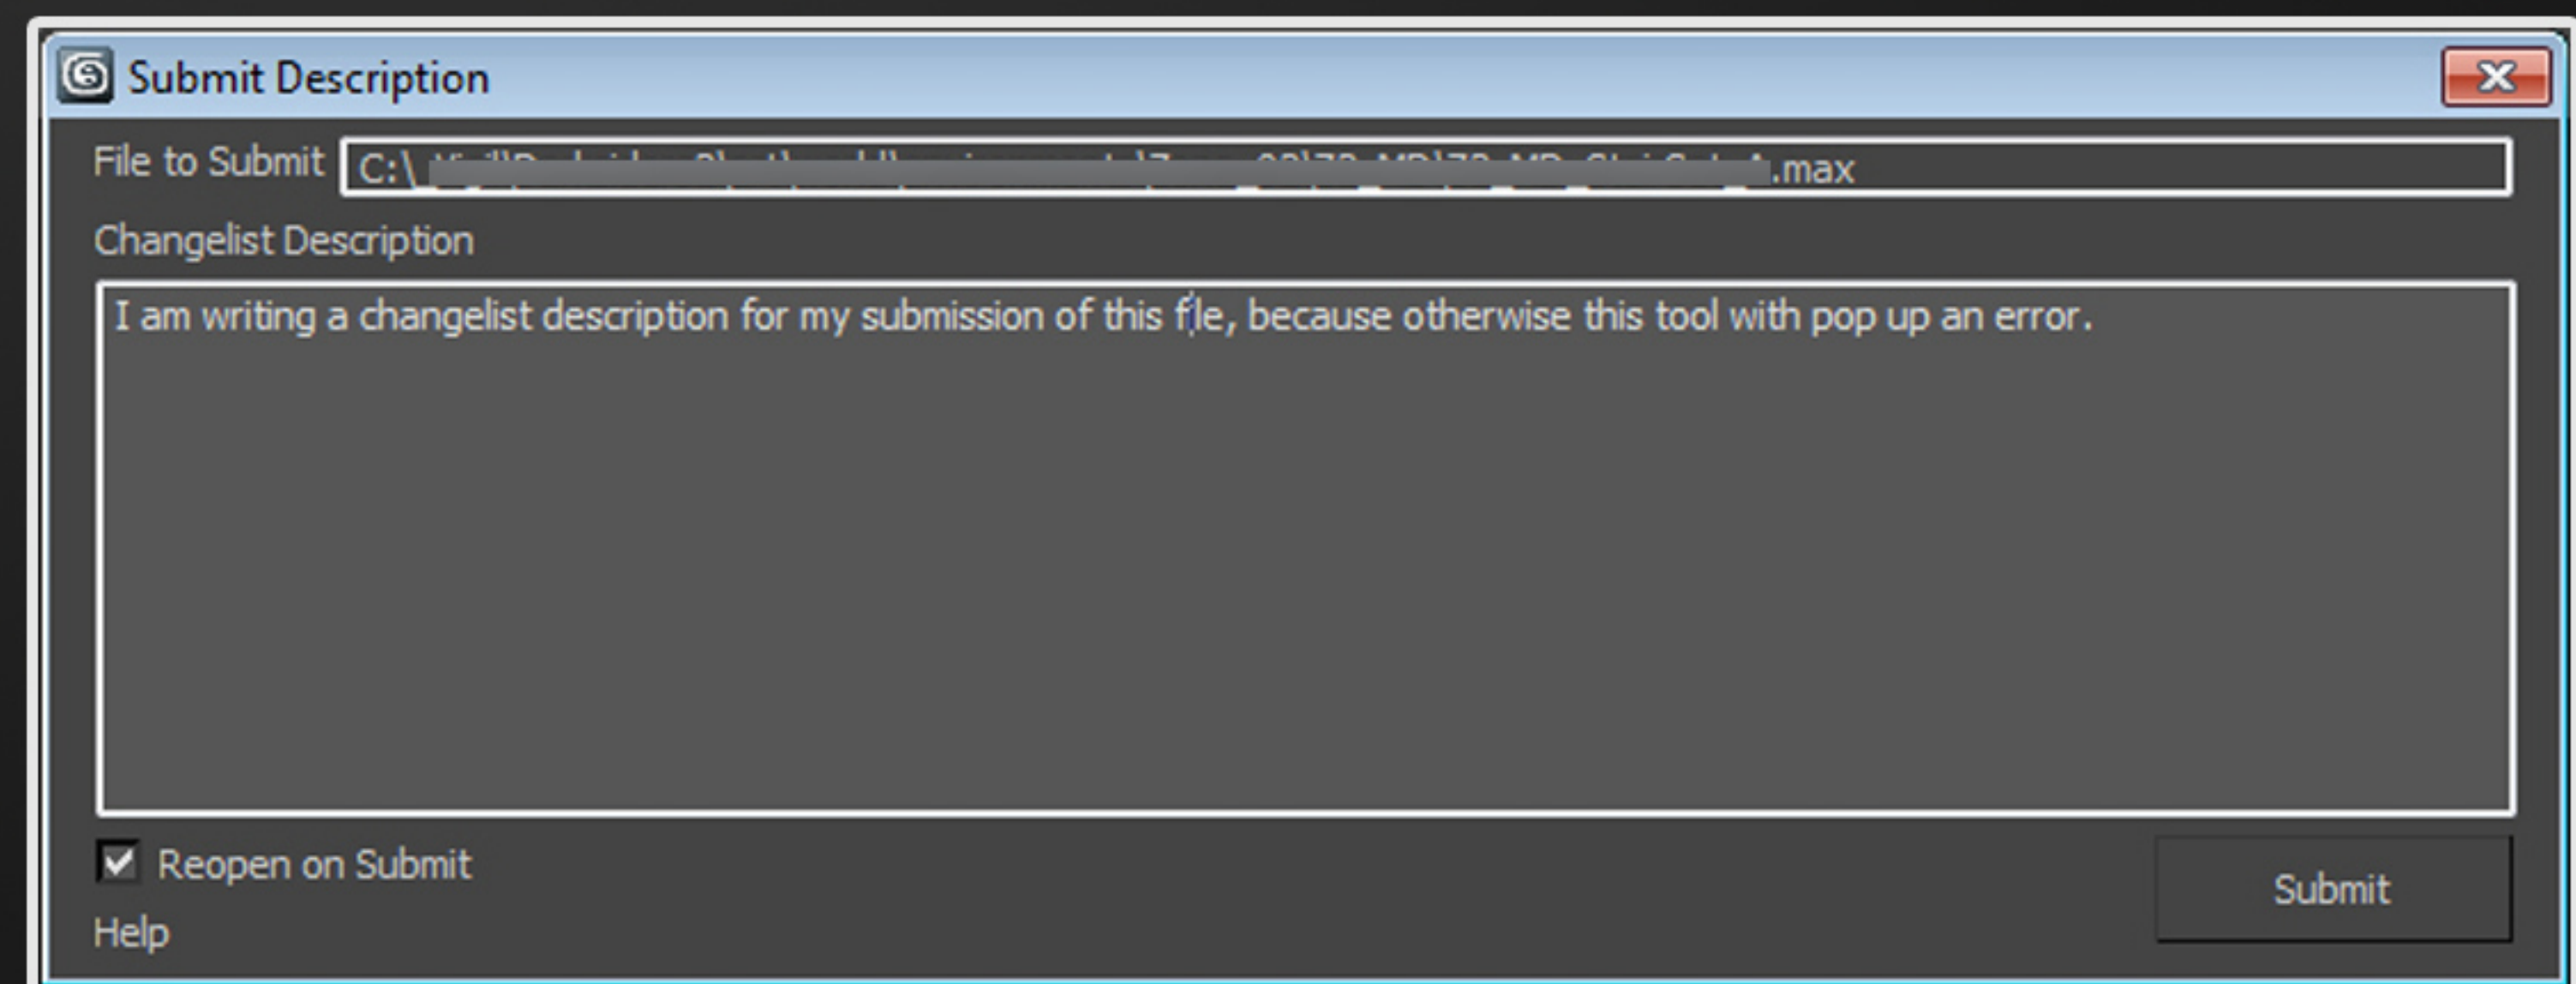 Submit Description
File to Submit C:\ .max
Changelist Description
I am writing a changelist description for my submission of this file, because otherwise this tool with pop up an error.
Reopen on Submit
Submit
Help